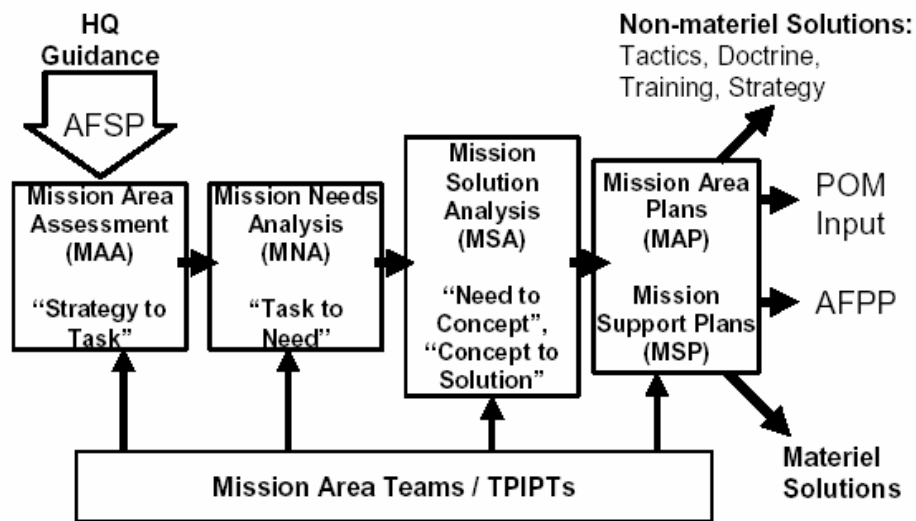 HQ
Guidance
AFSP
Non-materiel Solutions:
Tactics, Doctrine,
Training, Strategy
Mission Area
Assessment
(MAA)
“Strategy to
Task”
Mission Needs
Analysis
(MNA)
“Task to
Need”
Mission
Solution
Analysis
(MSA)
“Need to
Concept”,
“Concept to
Solution”
Mission Area
Plans
(MAP)
Mission
Support Plans
(MSP)
POM
Input
AFPP
Materiel
Solutions
Mission Area Teams / TPIPTs